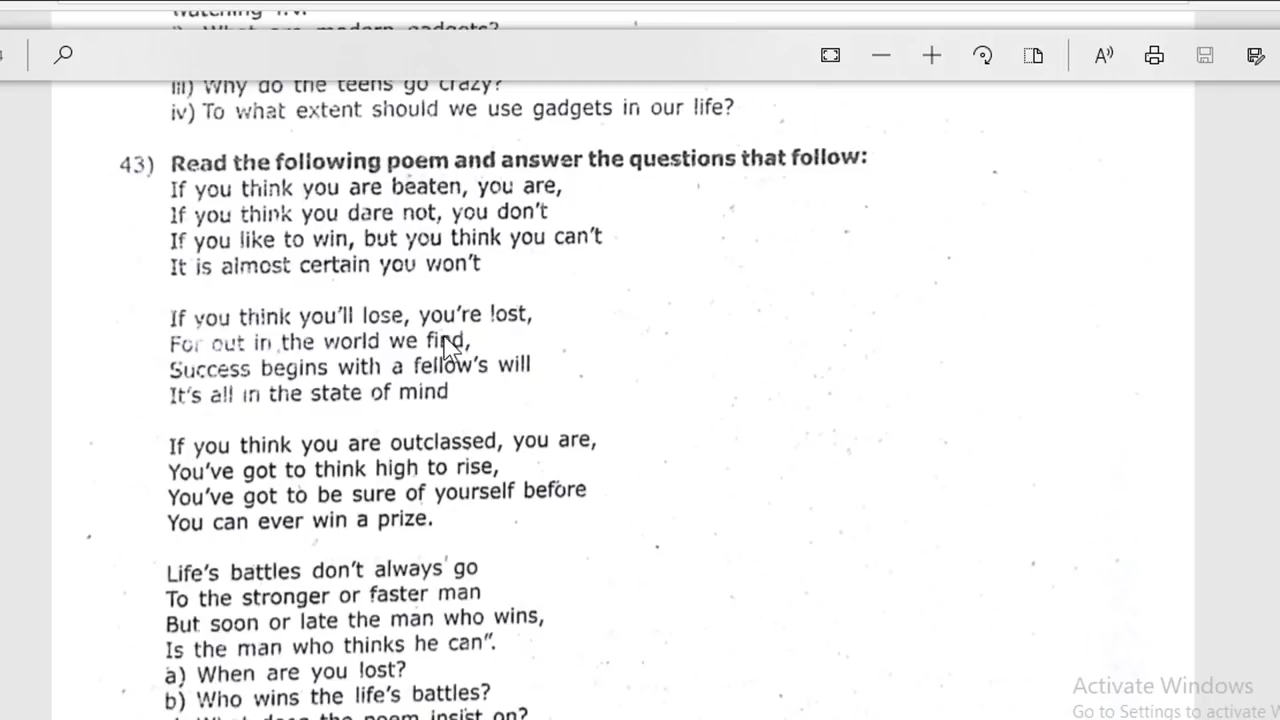 watching T.V.
iii) Why do the teens go crazy?
iv) To what extent should we use gadgets in our life?
43) Read the following poem and answer the questions that follow:
If you think you are beaten, you are,
If you think you dare not, you don't
If you like to win, but you think you can't
It is almost certain you won't
If you think you'll lose, you're lost,
For out in the world we find,
Success begins with a fellow's will
It's all in the state of mind
If you think you are outclassed, you are,
You've got to think high to rise,
You've got to be sure of yourself before
You can ever win a prize.
Life's battles don't always go
To the stronger or faster man
But soon or late the man who wins,
Is the man who thinks he can".
a) When are you lost?
b) Who wins the life's battles?
What does the poem insist on?
Activate Windows
Go to Settings to activate